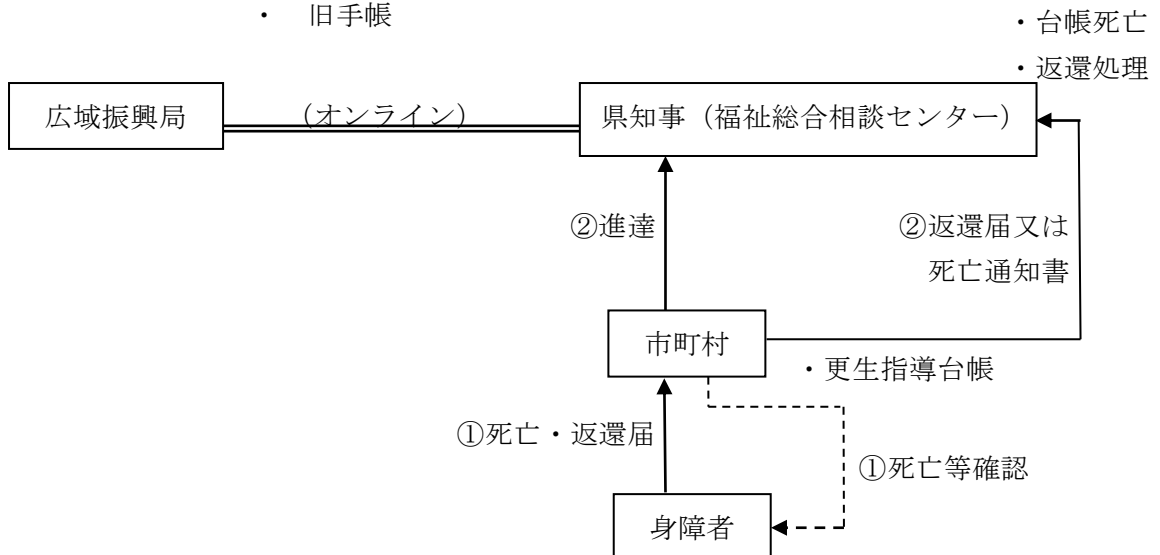 ・ 旧手帳
・台帳死亡
・返還処理
広域振興局
(オンライン)
県知事（福祉総合相談センター）
②進達
②返還届又は
死亡通知書
市町村
・更生指導台帳
①死亡・返還届
①死亡等確認
身障者